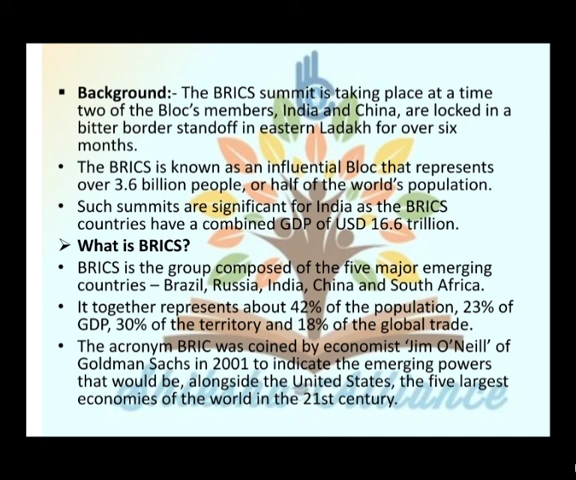 ▪ Background:- The BRICS summit is taking place at a time
two of the Bloc's members, India and China, are locked in a
bitter border standoff in eastern Ladakh for over six
months.
• The BRICS is known as an influential Bloc that represents
over 3.6 billion people, or half of the world's population.
• Such summits are significant for India as the BRICS
countries have a combined GDP of USD 16.6 trillion.
➢ What is BRICS?
• BRICS is the group composed of the five major emerging
countries – Brazil, Russia, India, China and South Africa.
• It together represents about 42% of the population, 23% of
GDP, 30% of the territory and 18% of the global trade.
• The acronym BRIC was coined by economist 'Jim O'Neill' of
Goldman Sachs in 2001 to indicate the emerging powers
that would be, alongside the United States, the five largest
economies of the world in the 21st century.